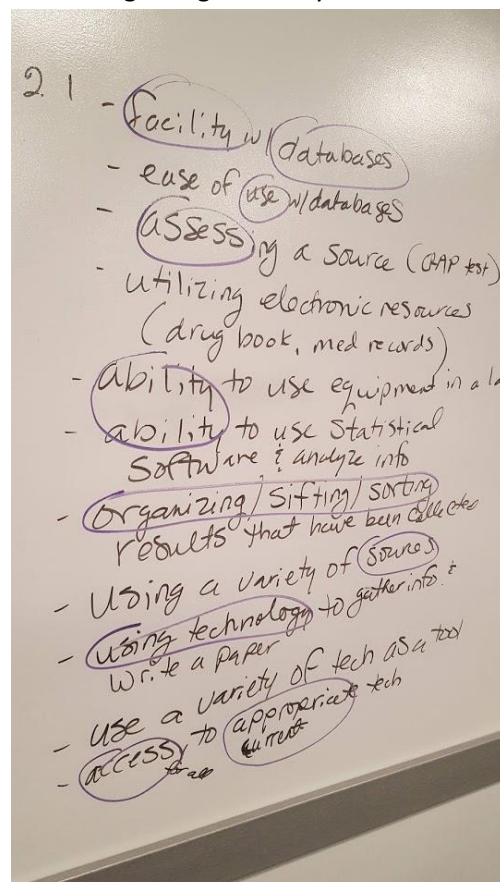 2.1
- facility w/ databases
- ease of use w/databases
- assessing a source (CRAP test)
- utilizing electronic resources
(drug book, med records)
- ability to use equipment in a la
- ability to use Statistical
Software & analyze info
- organizing/sifting/sorting
results that have been collected
- Using a variety of sources
- using technology to gather info &
write a paper
- use a variety of tech as a tool
- access to appropriate tech
for all current